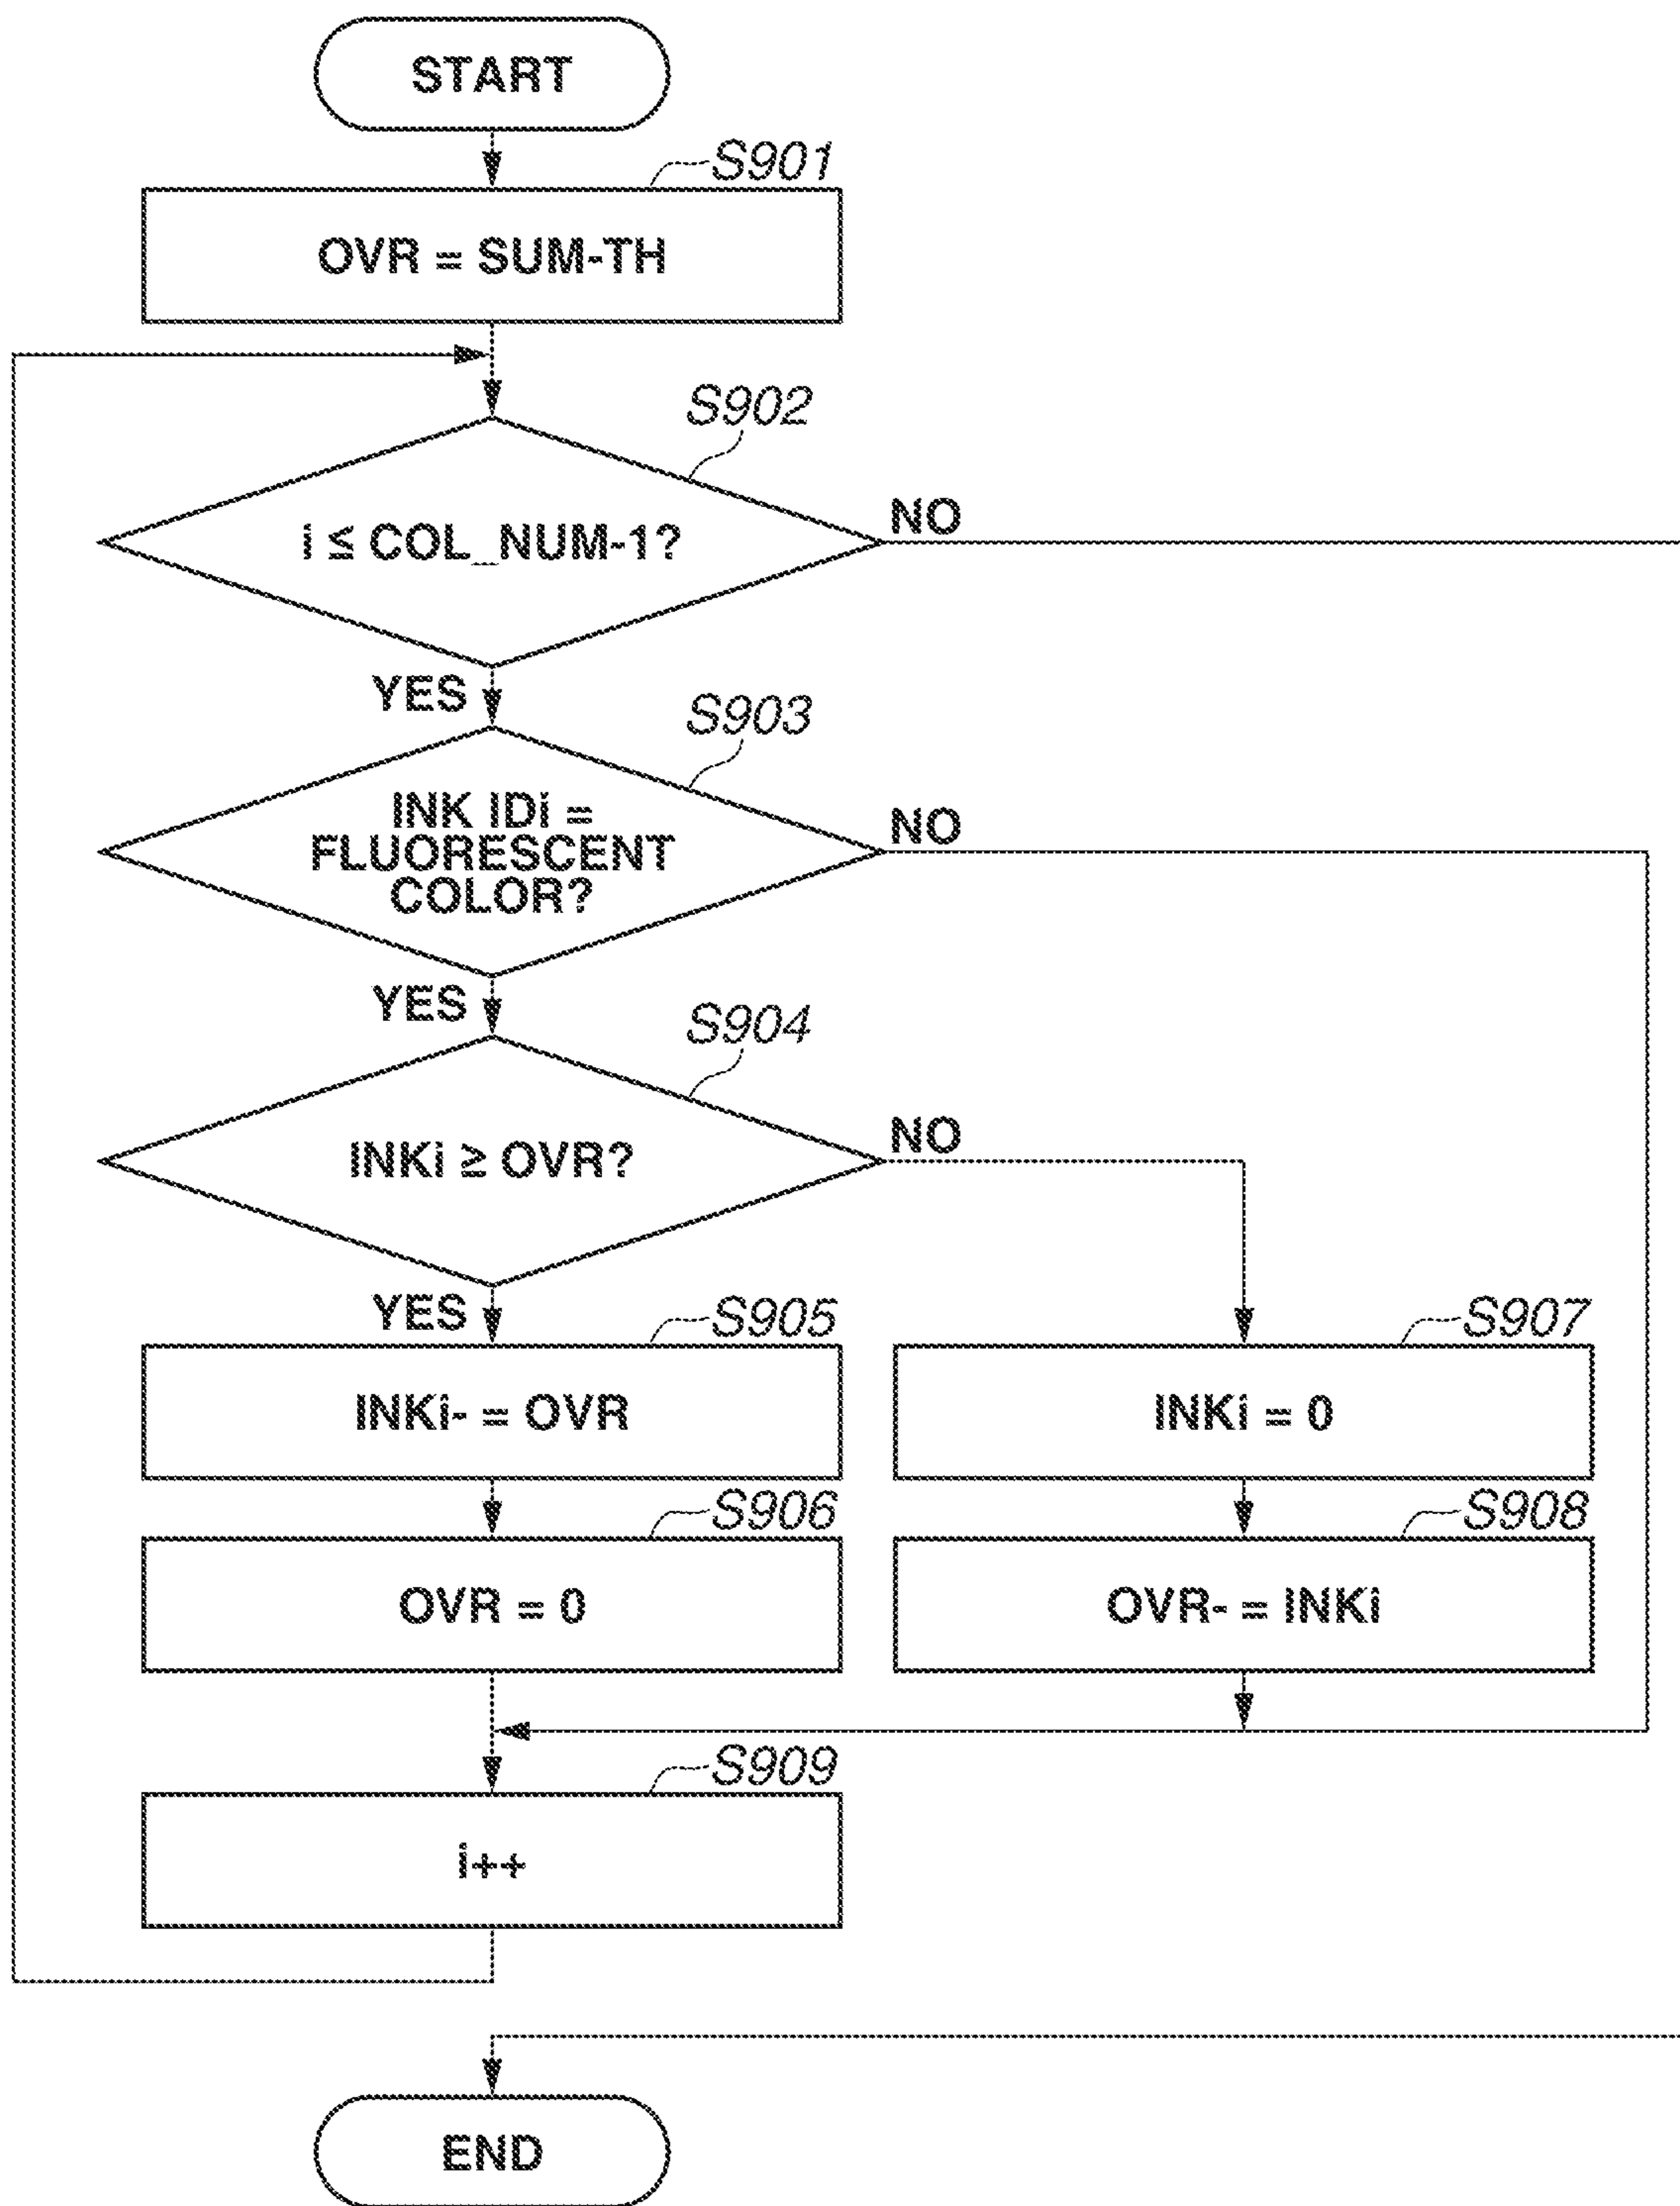 START
S901
OVR = SUM-TH
S902
i ≤ COL_NUM-1?
NO
YES
S903
INK IDi =
FLUORESCENT
COLOR?
NO
YES
S904
INKi ≥ OVR?
NO
YES
S905
INKi- = OVR
S907
INKi = 0
S906
OVR = 0
S908
OVR- = INKi
S909
i++
END